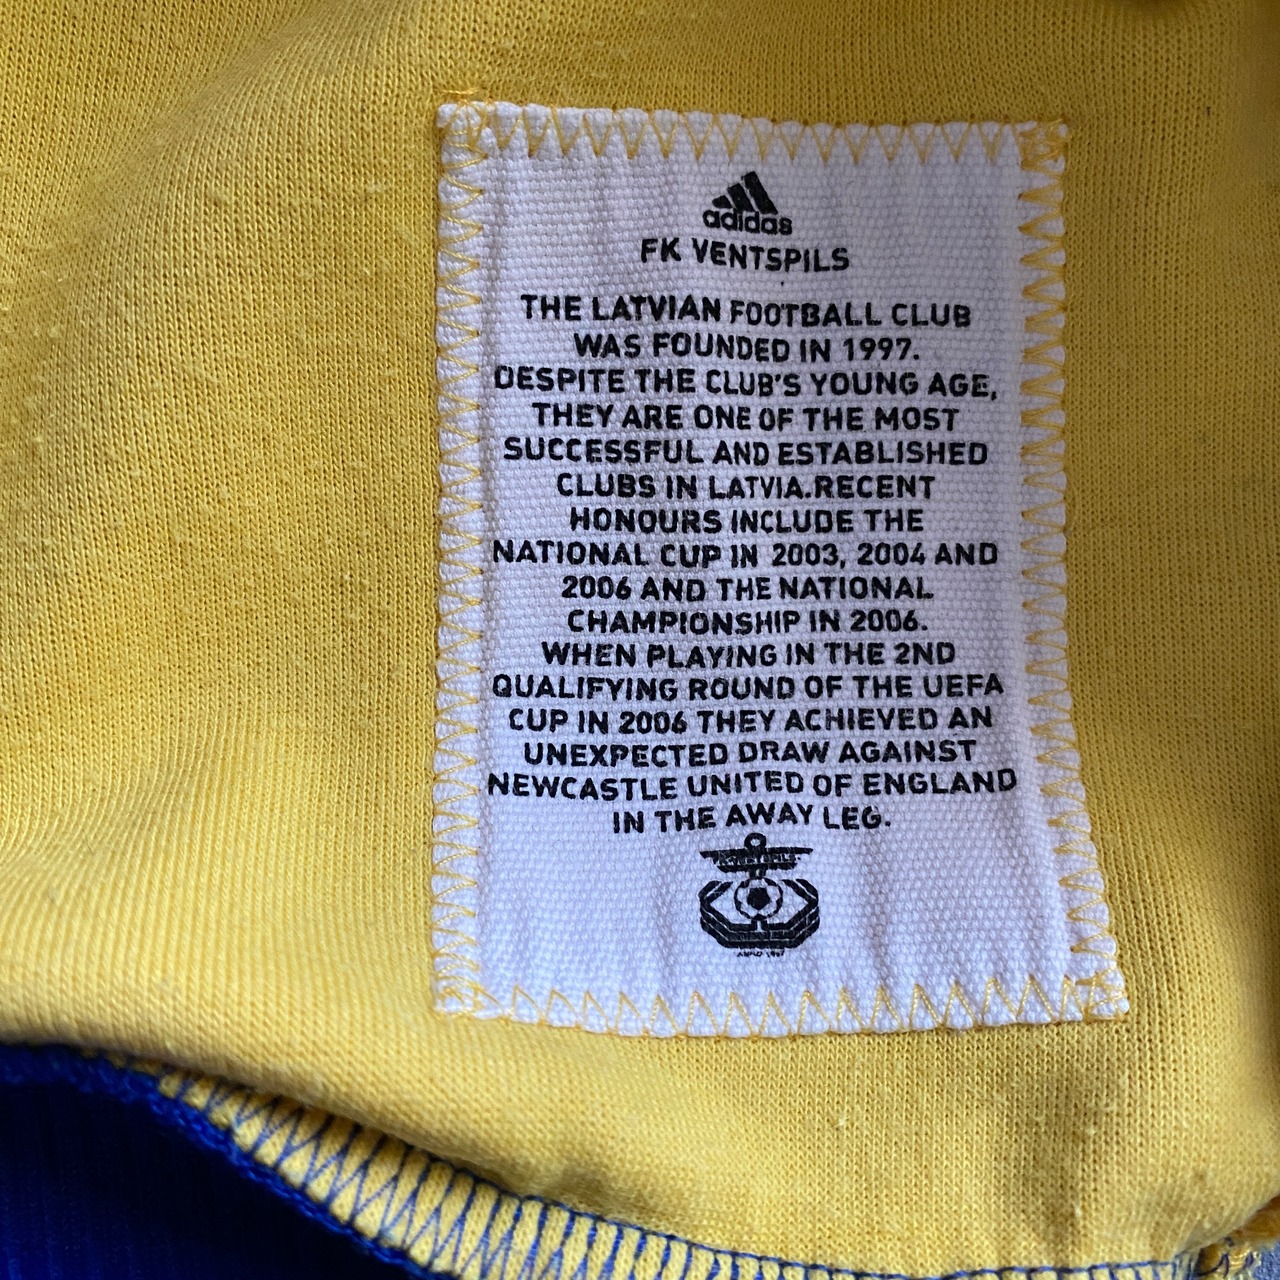 adidas
FK VENTSPILS
THE LATVIAN FOOTBALL CLUB
WAS FOUNDED IN 1997.
DESPITE THE CLUB'S YOUNG AGE,
THEY ARE ONE OF THE MOST
SUCCESSFUL AND ESTABLISHED
CLUBS IN LATVIA.RECENT
HONOURS INCLUDE THE
NATIONAL CUP IN 2003, 2004 AND
2006 AND THE NATIONAL
CHAMPIONSHIP IN 2006.
WHEN PLAYING IN THE 2ND
QUALIFYING ROUND OF THE UEFA
CUP IN 2006 THEY ACHIEVED AN
UNEXPECTED DRAW AGAINST
NEWCASTLE UNITED OF ENGLAND
IN THE AWAY LEG.